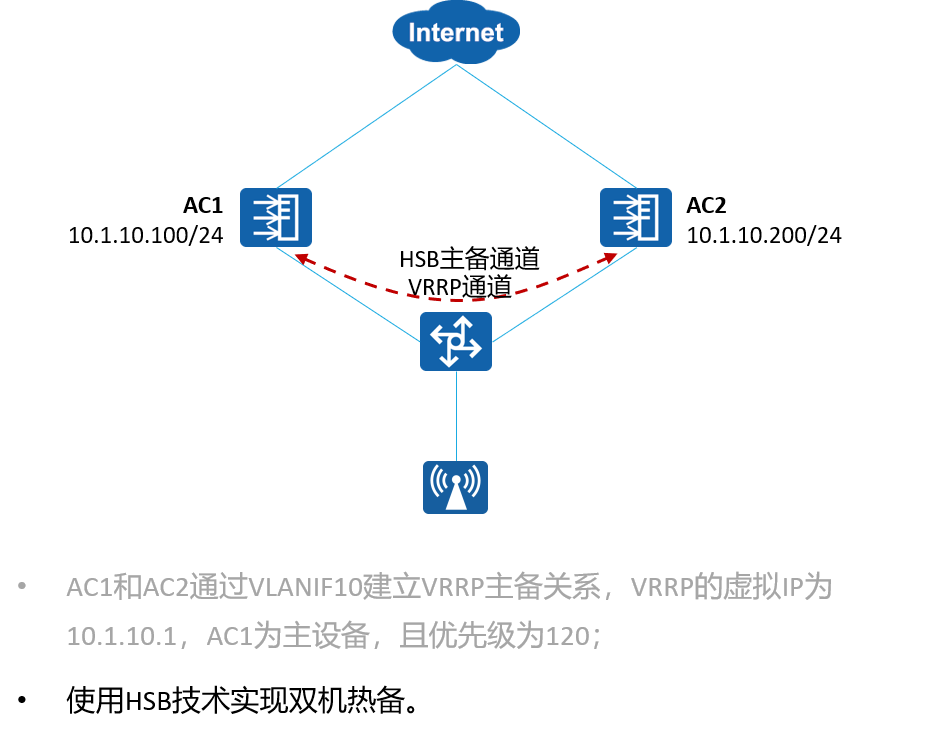 Internet
AC1
10.1.10.100/24
AC2
10.1.10.200/24
HSB主备通道
VRRP通道
• AC1和AC2通过VLANIF10建立VRRP主备关系，VRRP的虚拟IP为
10.1.10.1，AC1为主设备，且优先级为120；
• 使用HSB技术实现双机热备。